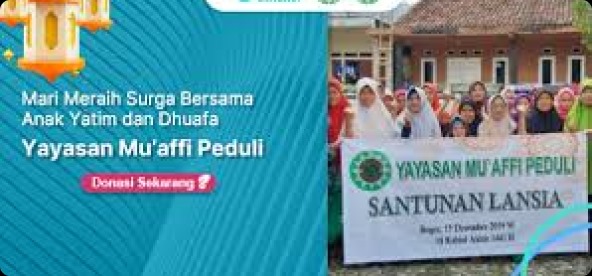 Mari Meraih Surga Bersama
Anak Yatim dan Dhuafa
Yayasan Mu'affi Peduli
Donasi Sekarang
YAYASAN MU'AFFI PEDULI
SANTUNAN LANSIA